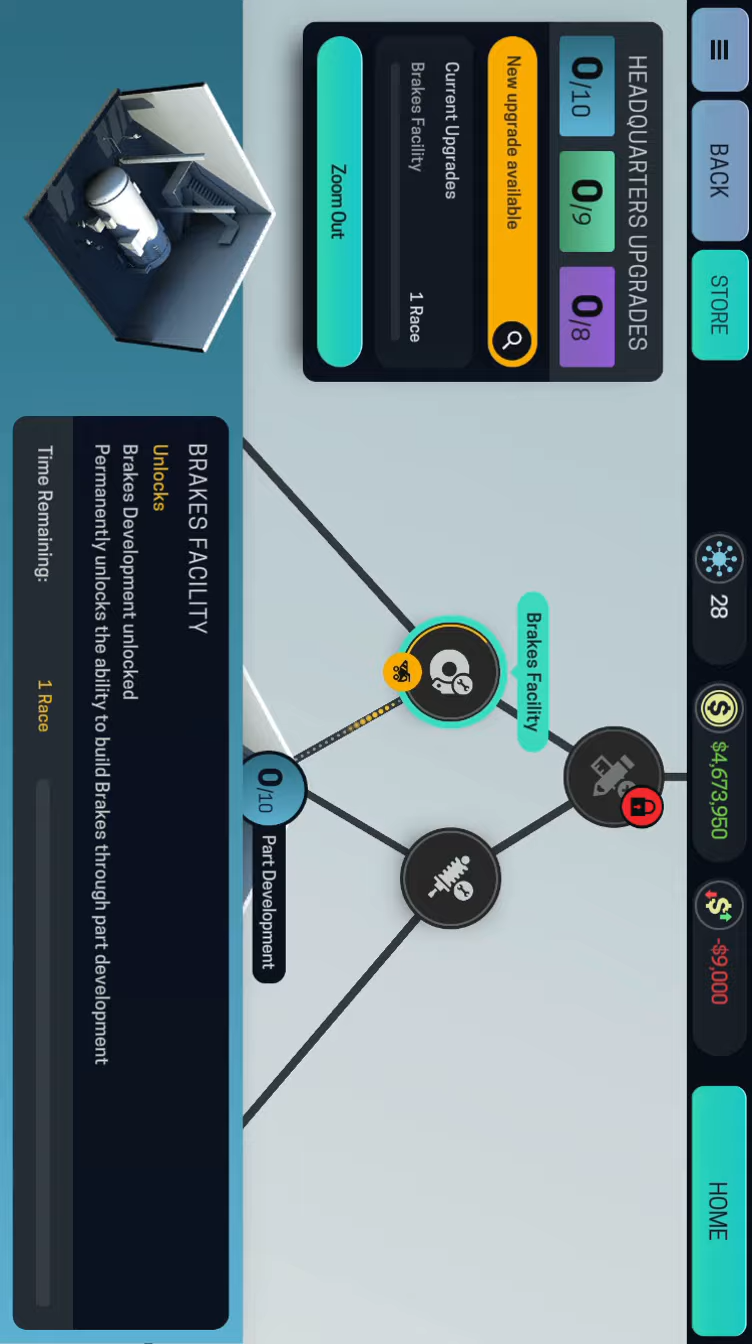 BACK
STORE
28
$4,673,950
-$9,000
HOME
HEADQUARTERS UPGRADES
0/10
0/9
0/8
New upgrade available
Current Upgrades
Brakes Facility
1 Race
Zoom Out
Brakes Facility
0/10
Part Development
BRAKES FACILITY
Unlocks
Brakes Development unlocked
Permanently unlocks the ability to build Brakes through part development
Time Remaining:
1 Race